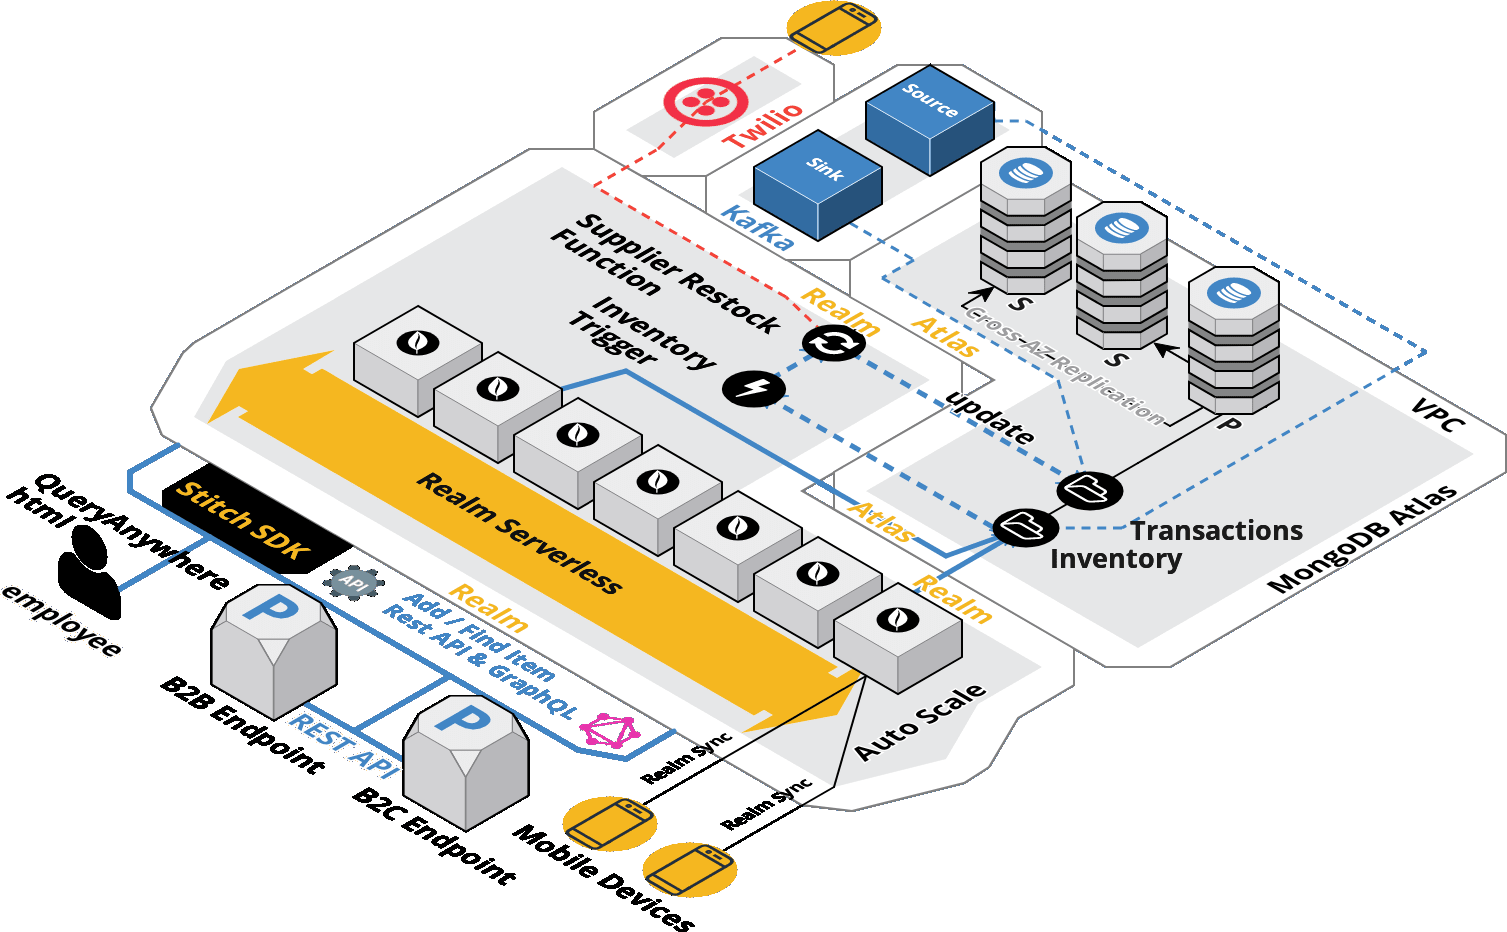 Twilio
Source
Sink
Kafka
Supplier Restock
Function
Inventory
Trigger
Realm
Atlas
S
S
P
Cross-AZ-Replication
update
VPC
MongoDB Atlas
Transactions
Inventory
Atlas
Realm
Realm Serverless
Stitch SDK
QueryAnywhere
html
employee
API
Realm
Add / Find Item
Rest API & GraphQL
P
B2B Endpoint
REST API
P
B2C Endpoint
Auto Scale
Realm Sync
Realm Sync
Mobile Devices